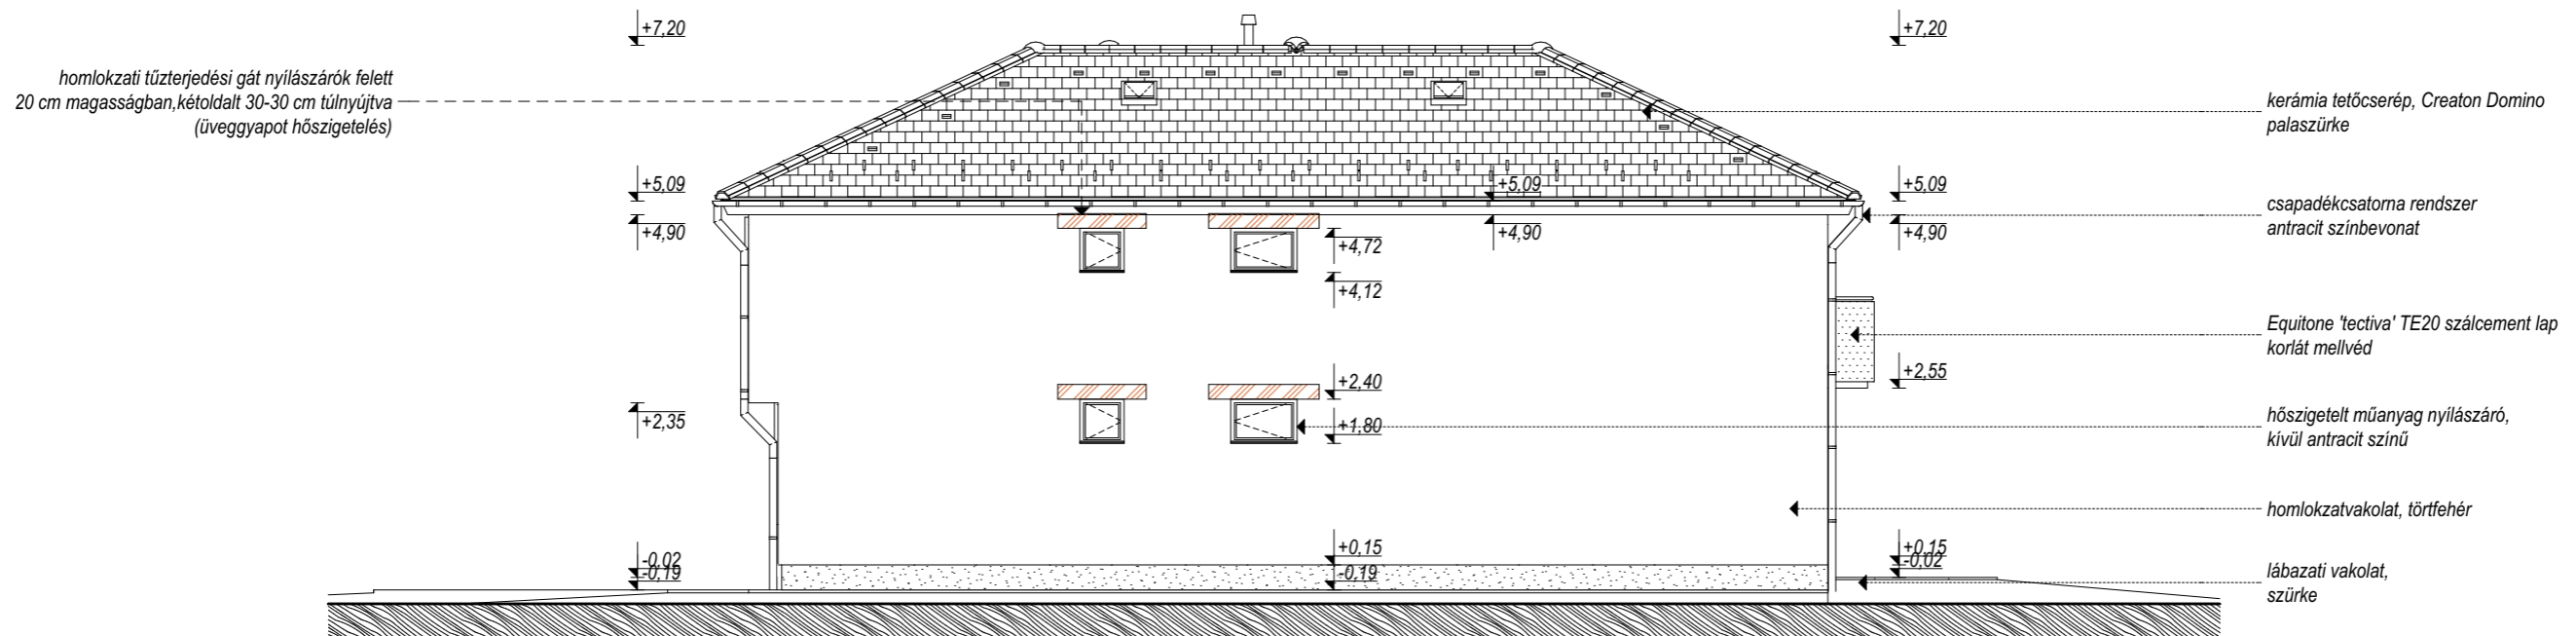 +7,20
+7,20
homlokzati tűzterjedési gát nyílászárók felett
20 cm magasságban,kétoldalt 30-30 cm túlnyújtva
(üveggyapot hőszigetelés)
kerámia tetőcserép, Creaton Domino
palaszürke
+5,09
+5,09
+5,09
csapadékcsatorna rendszer
antracit színbevonat
+4,90
+4,90
+4,90
+4,72
+4,12
Equitone 'tectiva' TE20 szálcement lap
korlát mellvéd
+2,55
+2,40
+2,35
+1,80
hőszigetelt műanyag nyílászáró,
kívül antracit színű
homlokzatvakolat, törtfehér
+0,15
+0,15
-0,02
-0,02
-0,19
-0,19
lábazati vakolat,
szürke